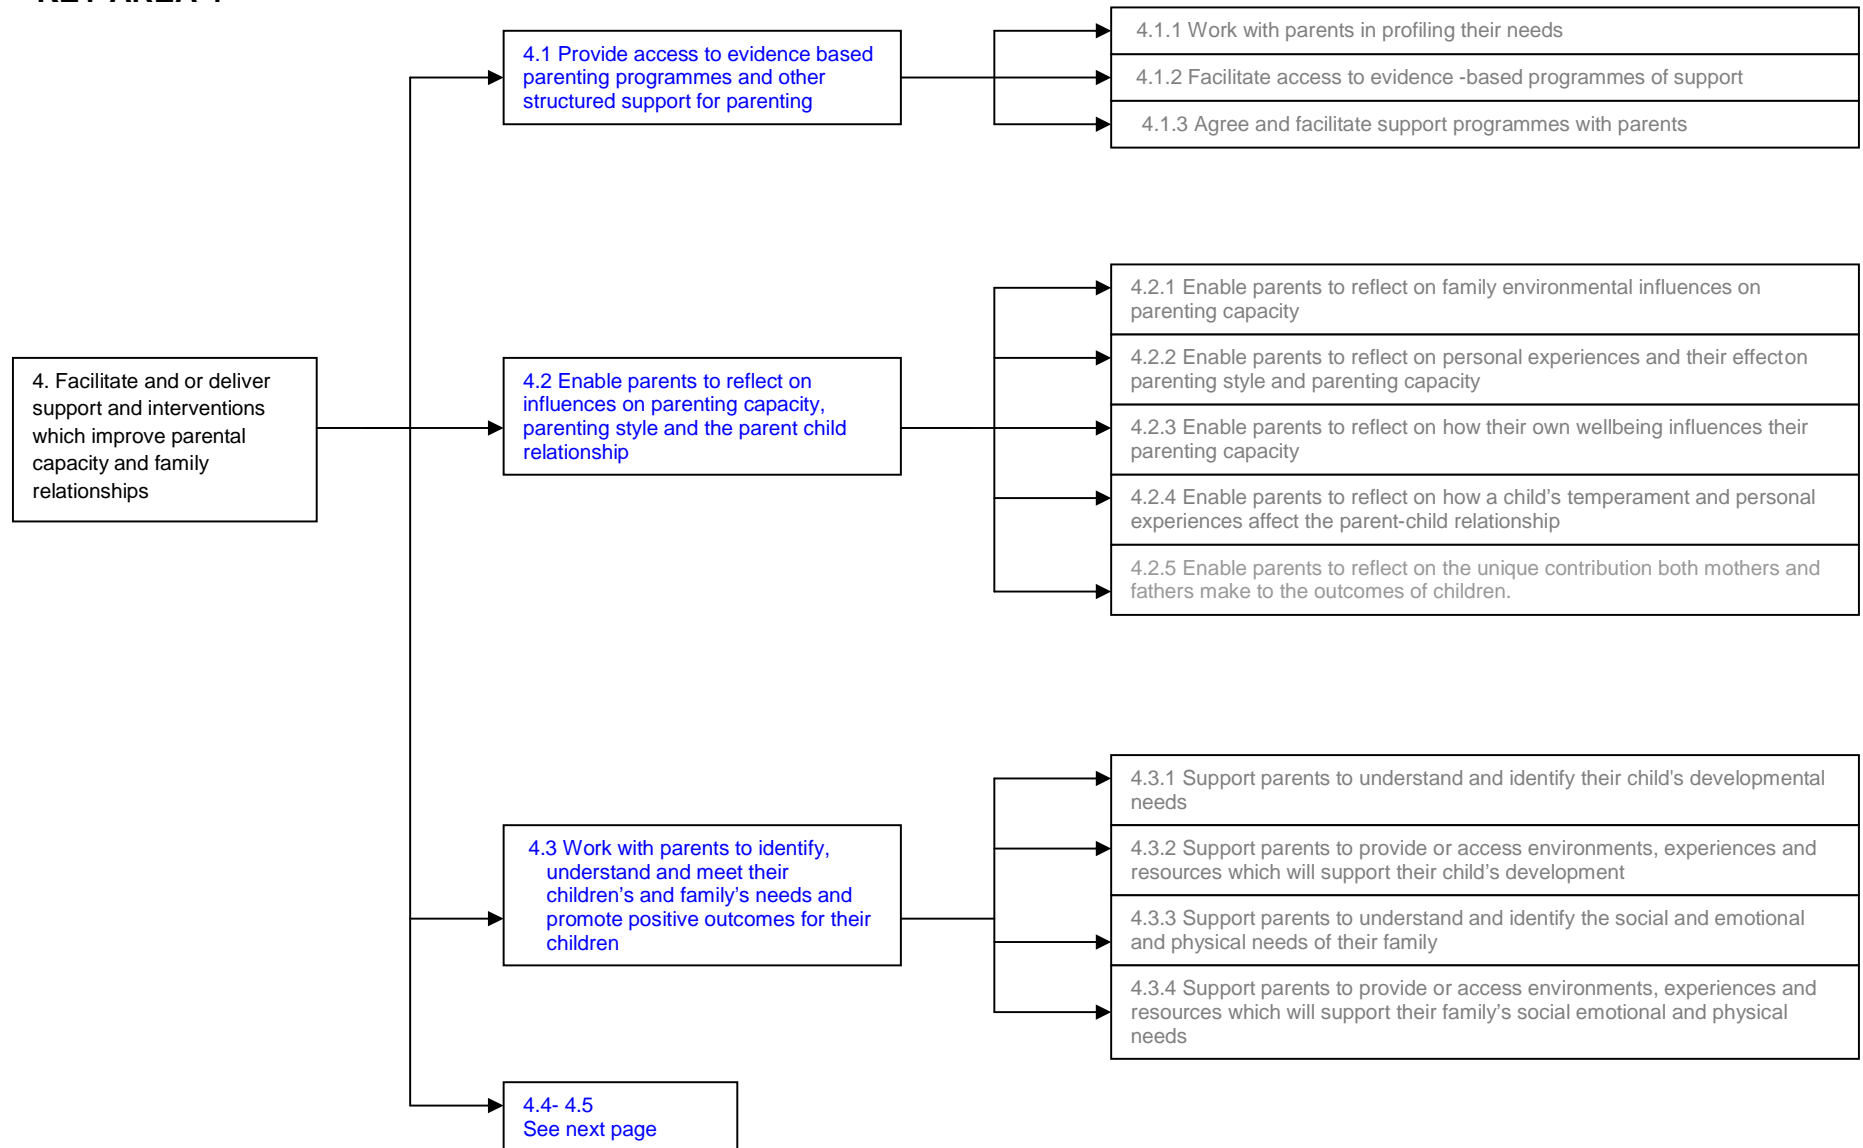 4.1 Provide access to evidence based
parenting programmes and other
structured support for parenting
4.1.1 Work with parents in profiling their needs
4.1.2 Facilitate access to evidence -based programmes of support
4.1.3 Agree and facilitate support programmes with parents
4. Facilitate and or deliver
support and interventions
which improve parental
capacity and family
relationships
4.2 Enable parents to reflect on
influences on parenting capacity,
parenting style and the parent child
relationship
4.2.1 Enable parents to reflect on family environmental influences on
parenting capacity
4.2.2 Enable parents to reflect on personal experiences and their effecton
parenting style and parenting capacity
4.2.3 Enable parents to reflect on how their own wellbeing influences their
parenting capacity
4.2.4 Enable parents to reflect on how a child’s temperament and personal
experiences affect the parent-child relationship
4.2.5 Enable parents to reflect on the unique contribution both mothers and
fathers make to the outcomes of children.
4.3 Work with parents to identify,
understand and meet their
children’s and family’s needs and
promote positive outcomes for their
children
4.3.1 Support parents to understand and identify their child's developmental
needs
4.3.2 Support parents to provide or access environments, experiences and
resources which will support their child’s development
4.3.3 Support parents to understand and identify the social and emotional
and physical needs of their family
4.3.4 Support parents to provide or access environments, experiences and
resources which will support their family’s social emotional and physical
needs
4.4- 4.5
See next page